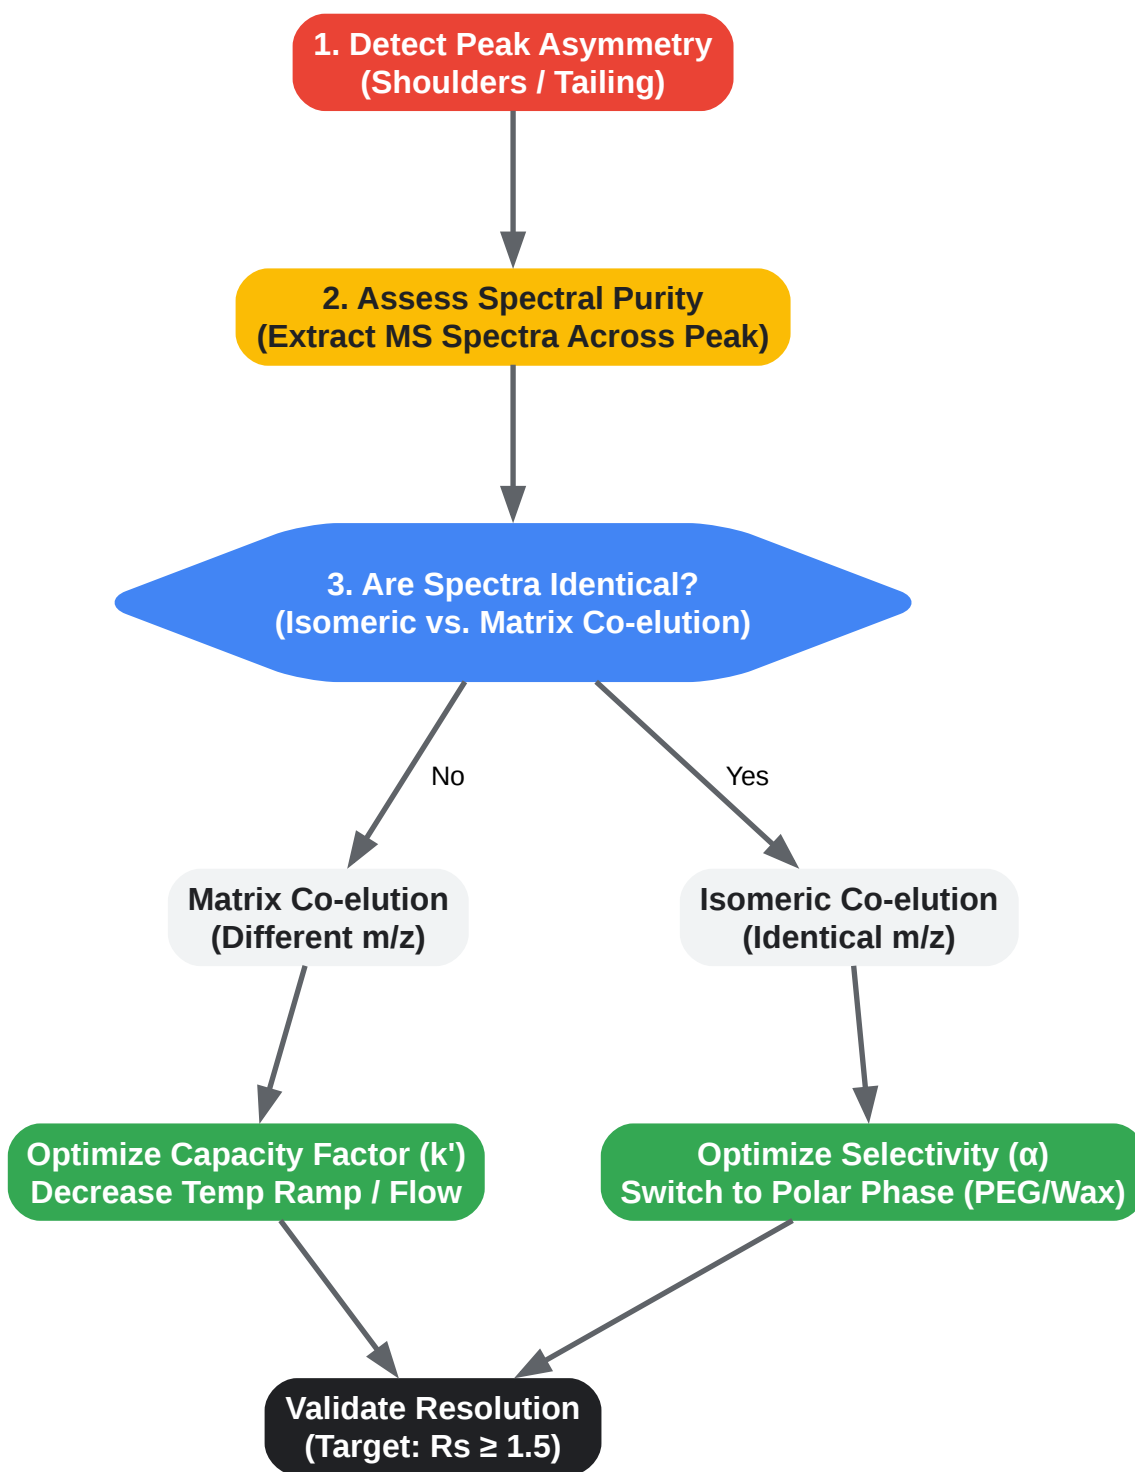 1. Detect Peak Asymmetry
(Shoulders / Tailing)
2. Assess Spectral Purity
(Extract MS Spectra Across Peak)
3. Are Spectra Identical?
(Isomeric vs. Matrix Co-elution)
No
Yes
Matrix Co-elution
(Different m/z)
Isomeric Co-elution
(Identical m/z)
Optimize Capacity Factor (k')
Decrease Temp Ramp / Flow
Optimize Selectivity (α)
Switch to Polar Phase (PEG/Wax)
Validate Resolution
(Target: Rs ≥ 1.5)